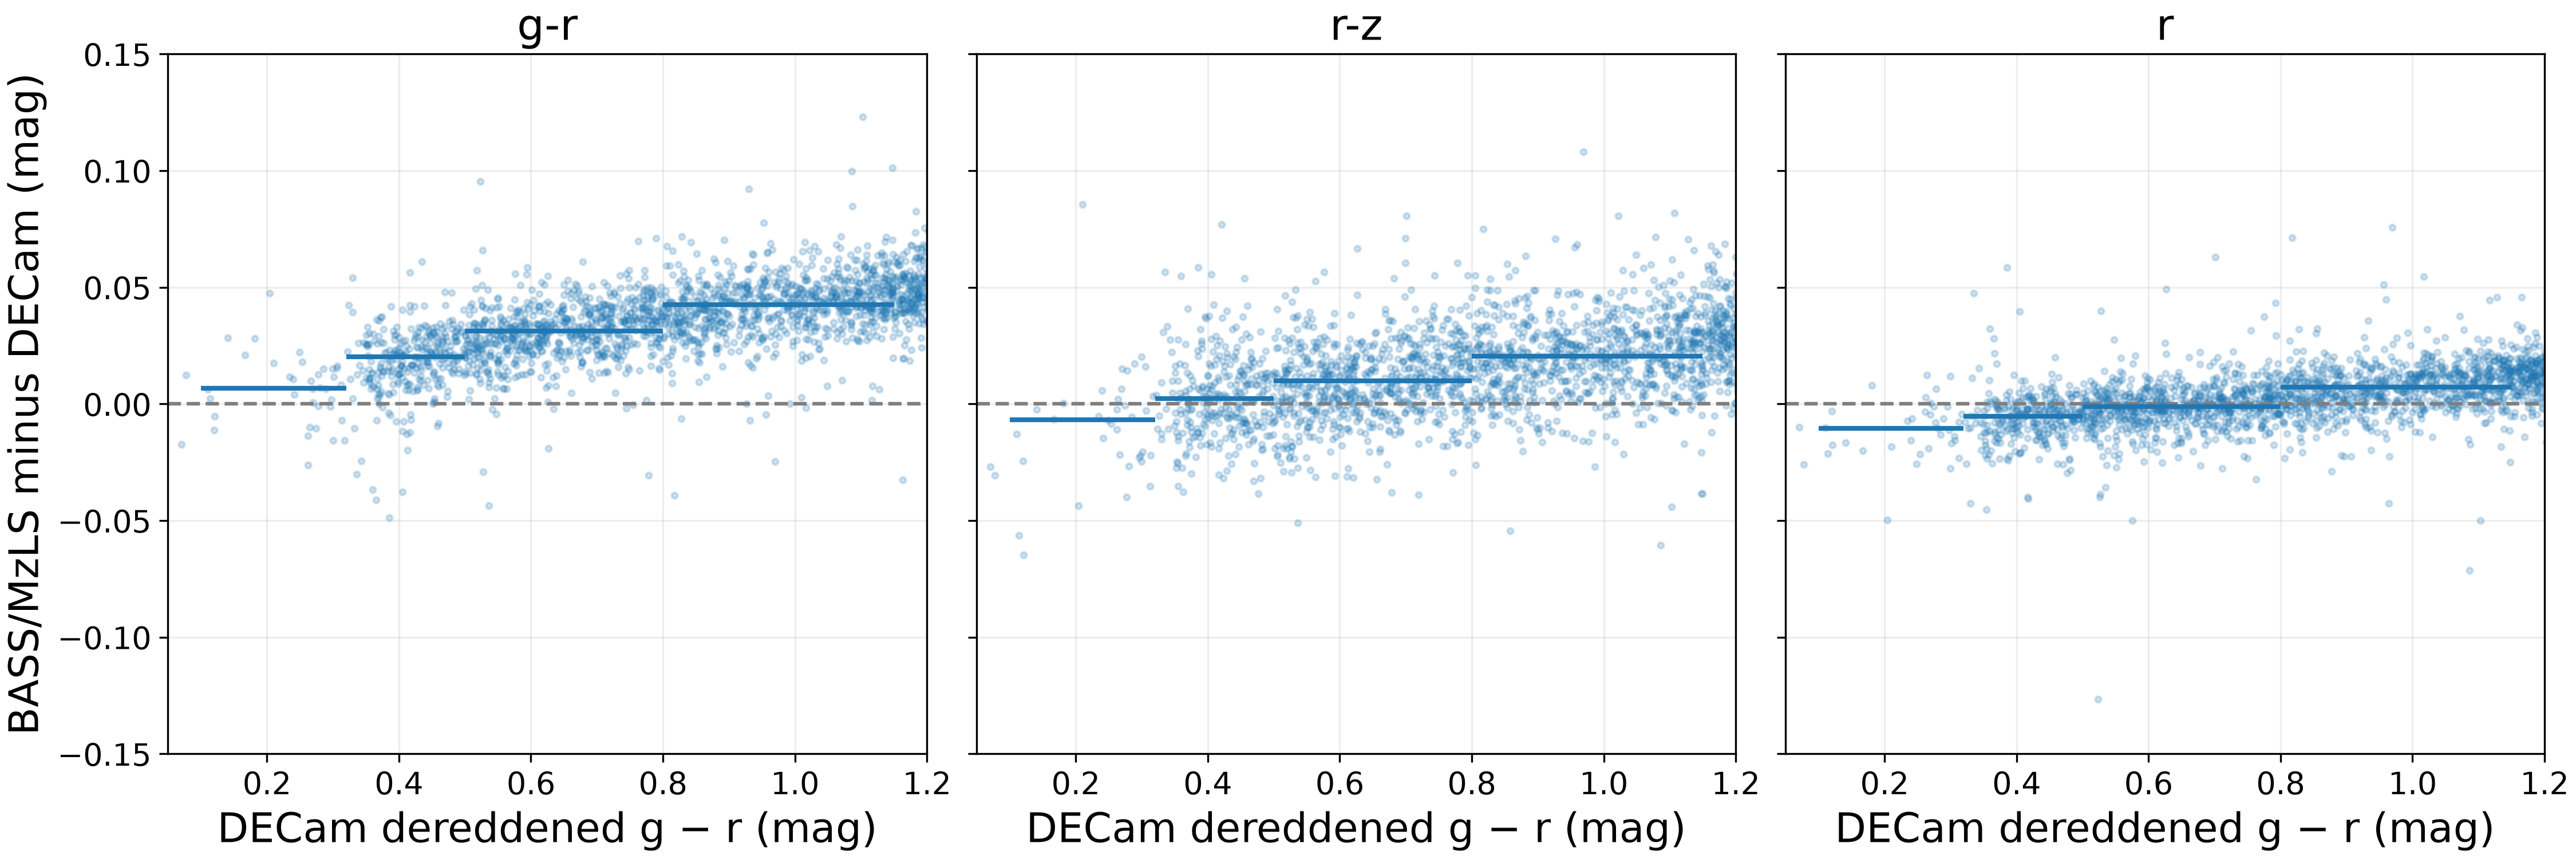 g-r
r-z
r
BASS/MzLS minus DECam (mag)
0.15
0.10
0.05
0.00
−0.05
−0.10
−0.15
0.2 0.4 0.6 0.8 1.0 1.2
0.2 0.4 0.6 0.8 1.0 1.2
0.2 0.4 0.6 0.8 1.0 1.2
DECam dereddened g − r (mag)
DECam dereddened g − r (mag)
DECam dereddened g − r (mag)